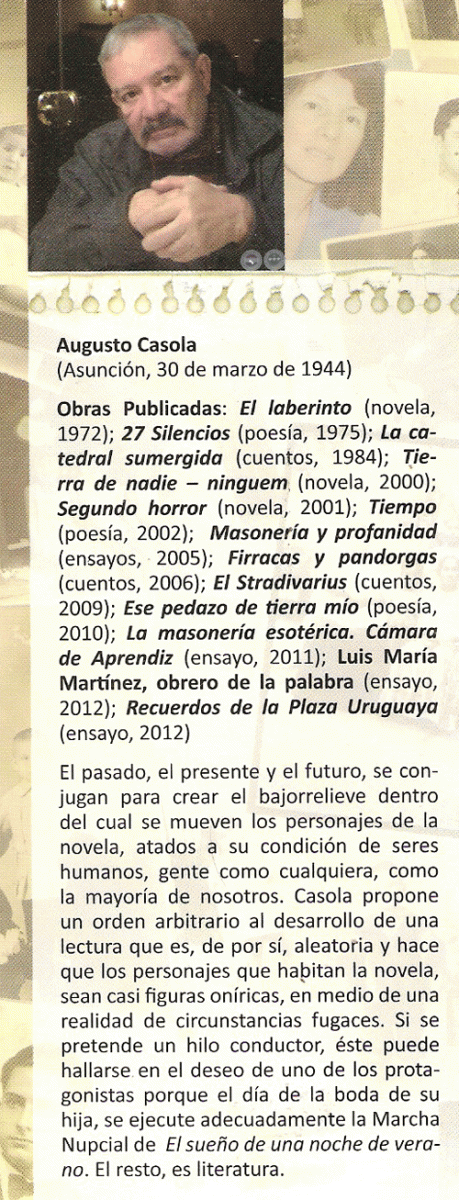 Augusto Casola
(Asunción, 30 de marzo de 1944)
Obras Publicadas: El laberinto (novela,
1972); 27 Silencios (poesía, 1975); La ca-
tedral sumergida (cuentos, 1984); Tie-
rra de nadie – ninguem (novela, 2000);
Segundo horror (novela, 2001); Tiempo
(poesía, 2002); Masonería y profanidad
(ensayos, 2005); Firracas y pandorgas
(cuentos, 2006); El Stradivarius (cuentos,
2009); Ese pedazo de tierra mío (poesía,
2010); La masonería esotérica. Cámara
de Aprendiz (ensayo, 2011); Luis María
Martínez, obrero de la palabra (ensayo,
2012); Recuerdos de la Plaza Uruguaya
(ensayo, 2012)
El pasado, el presente y el futuro, se con-
jugan para crear el bajorrelieve dentro
del cual se mueven los personajes de la
novela, atados a su condición de seres
humanos, gente como cualquiera, como
la mayoría de nosotros. Casola propone
un orden arbitrario al desarrollo de una
lectura que es, de por sí, aleatoria y hace
que los personajes que habitan la novela,
sean casi figuras oníricas, en medio de una
realidad de circunstancias fugaces. Si se
pretende un hilo conductor, éste puede
hallarse en el deseo de uno de los prota-
gonistas porque el día de la boda de su
hija, se ejecute adecuadamente la Marcha
Nupcial de El sueño de una noche de vera-
no. El resto, es literatura.